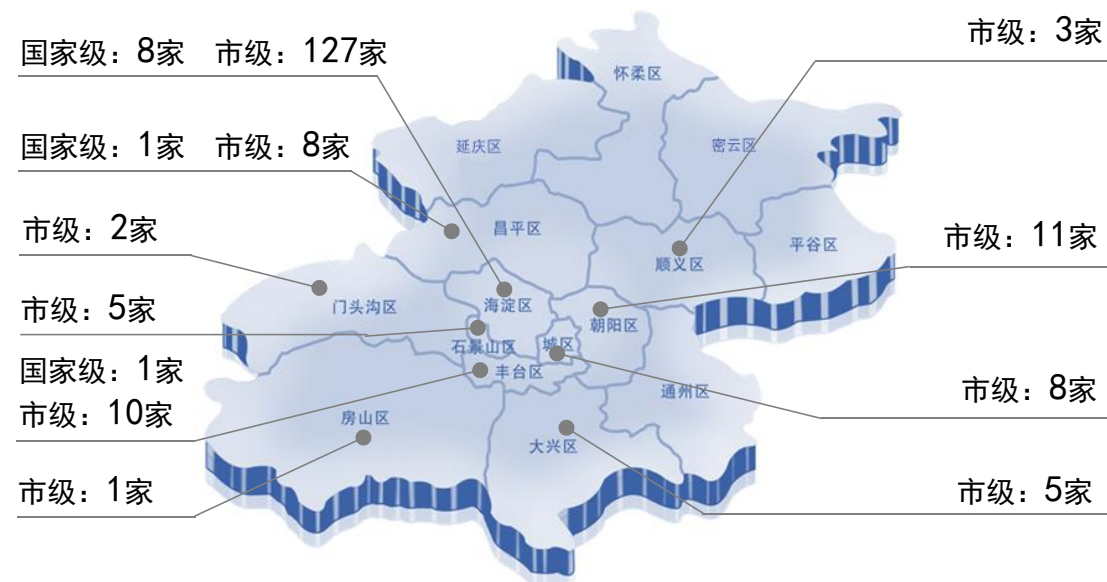 国家级：8家 市级：127家
市级：3家
怀柔区
国家级：1家 市级：8家
延庆区
密云区
市级：2家
昌平区
平谷区
市级：11家
顺义区
市级：5家
门头沟区
海淀区
朝阳区
石景山区
城区
国家级：1家
丰台区
市级：10家
通州区
市级：8家
房山区
大兴区
市级：1家
市级：5家